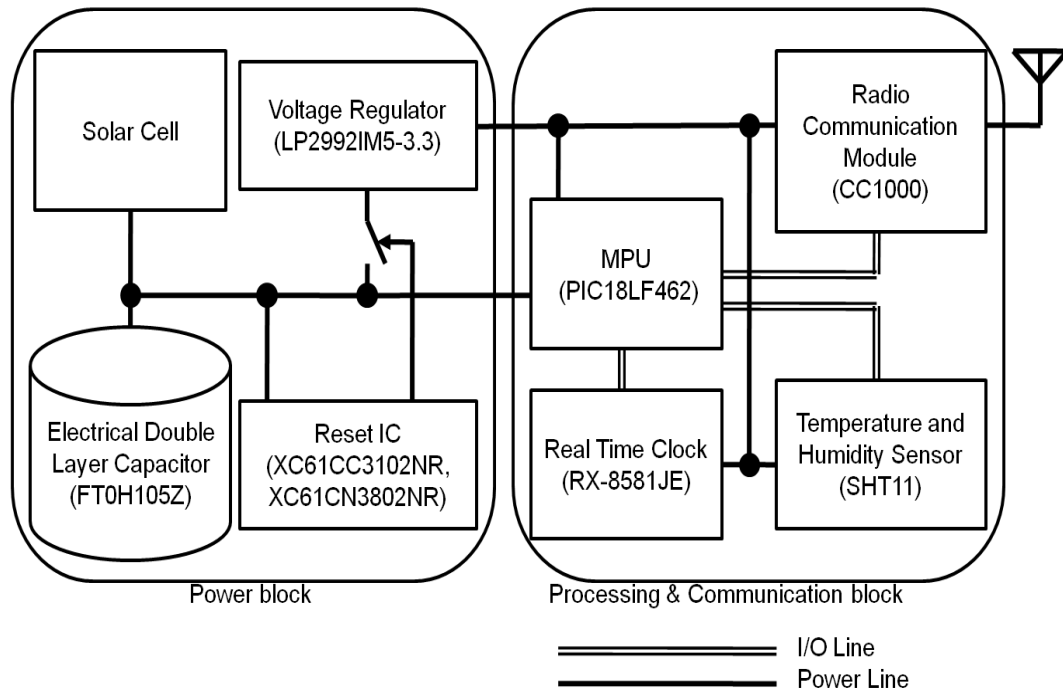 Solar Cell
Voltage Regulator
(LP2992IM5-3.3)
Electrical Double
Layer Capacitor
(FT0H105Z)
Reset IC
(XC61CC3102NR,
XC61CN3802NR)
Power block
Radio
Communication
Module
(CC1000)
MPU
(PIC18LF462)
Real Time Clock
(RX-8581JE)
Temperature and
Humidity Sensor
(SHT11)
Processing & Communication block
I/O Line
Power Line